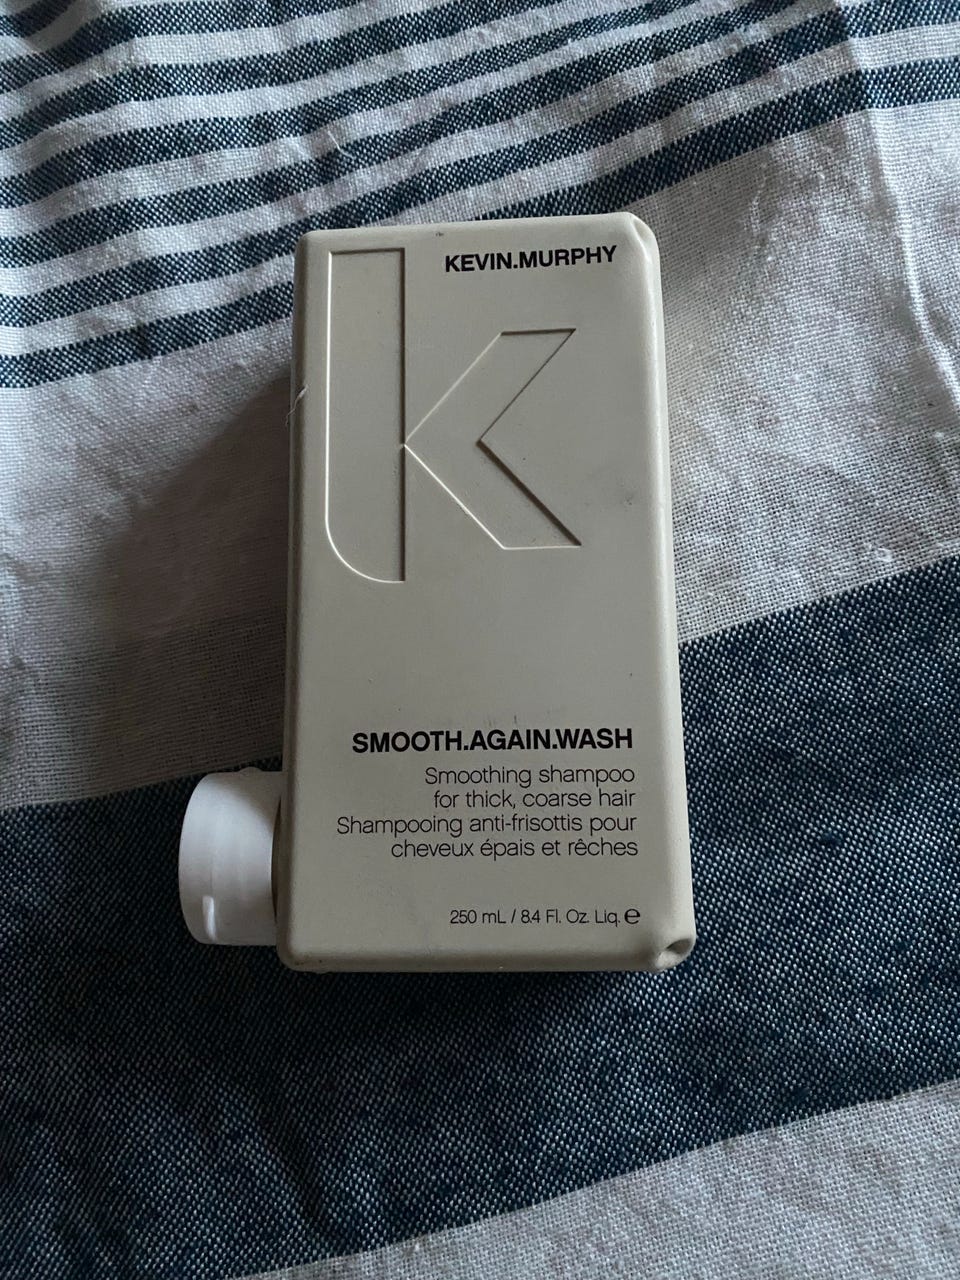 KEVIN.MURPHY
k
SMOOTH.AGAIN.WASH
Smoothing shampoo
for thick, coarse hair
Shampooing anti-frisottis pour
cheveux épais et rêches
250 mL / 8.4 Fl. Oz. Liq. ℮